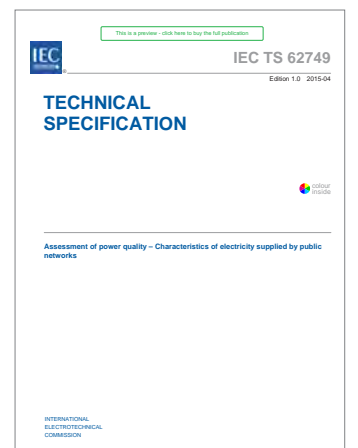 This is a preview - click here to buy the full publication
IEC
IEC TS 62749
Edition 1.0 2015-04
TECHNICAL
SPECIFICATION
colour
inside
Assessment of power quality – Characteristics of electricity supplied by public
networks
INTERNATIONAL
ELECTROTECHNICAL
COMMISSION